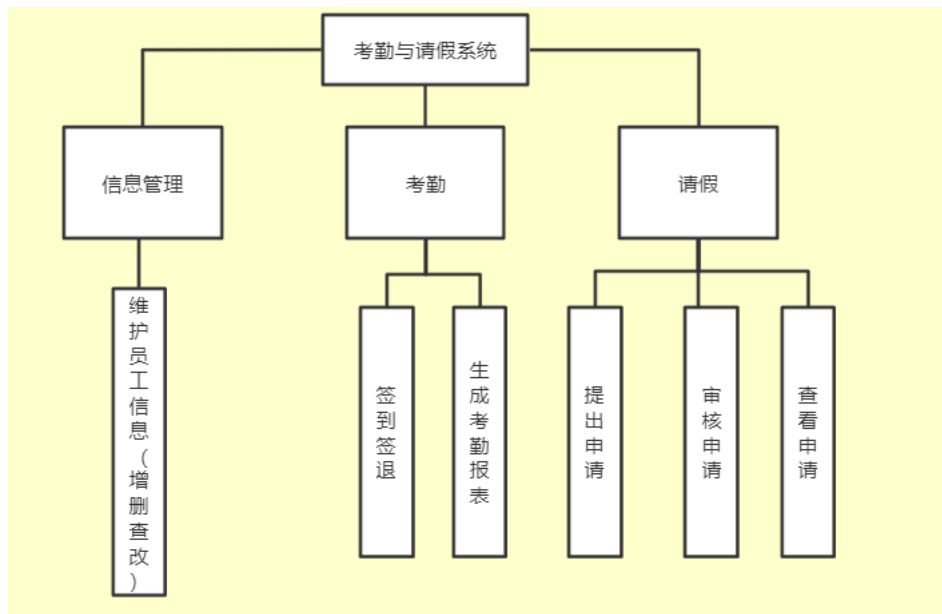 考勤与请假系统
信息管理
考勤
请假
维护员工信息（增删查改）
签到签退
生成考勤报表
提出申请
审核申请
查看申请